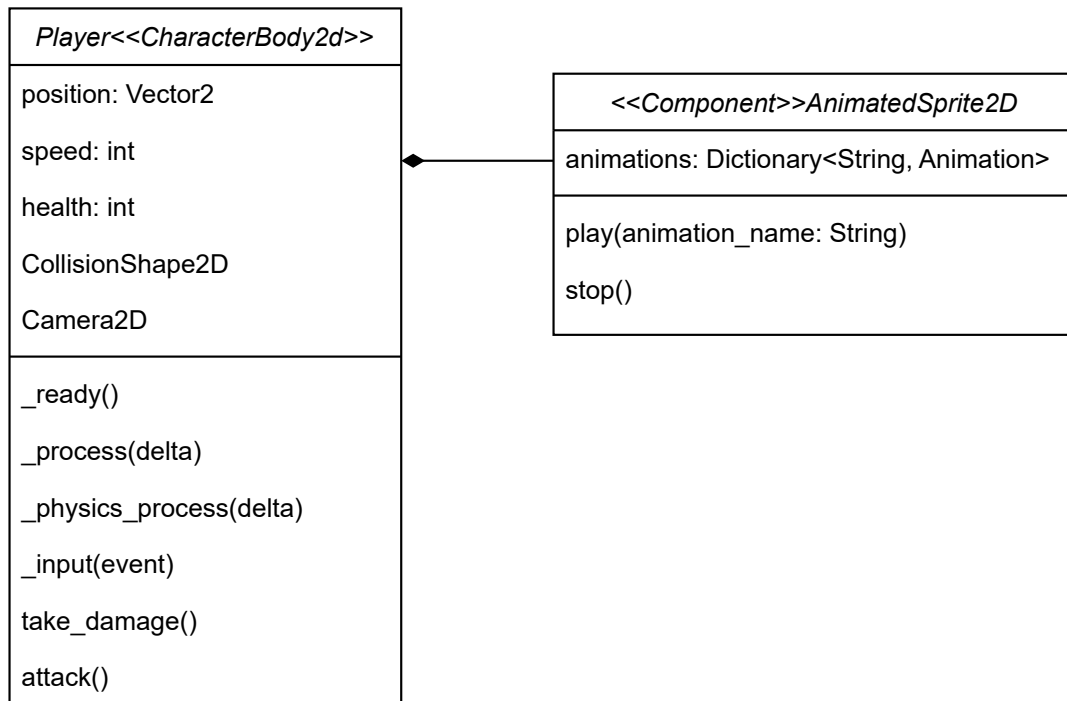 Player<<CharacterBody2d>>
position: Vector2
speed: int
health: int
CollisionShape2D
Camera2D
_ready()
_process(delta)
_physics_process(delta)
_input(event)
take_damage()
attack()
<<Component>>AnimatedSprite2D
animations: Dictionary<String, Animation>
play(animation_name: String)
stop()